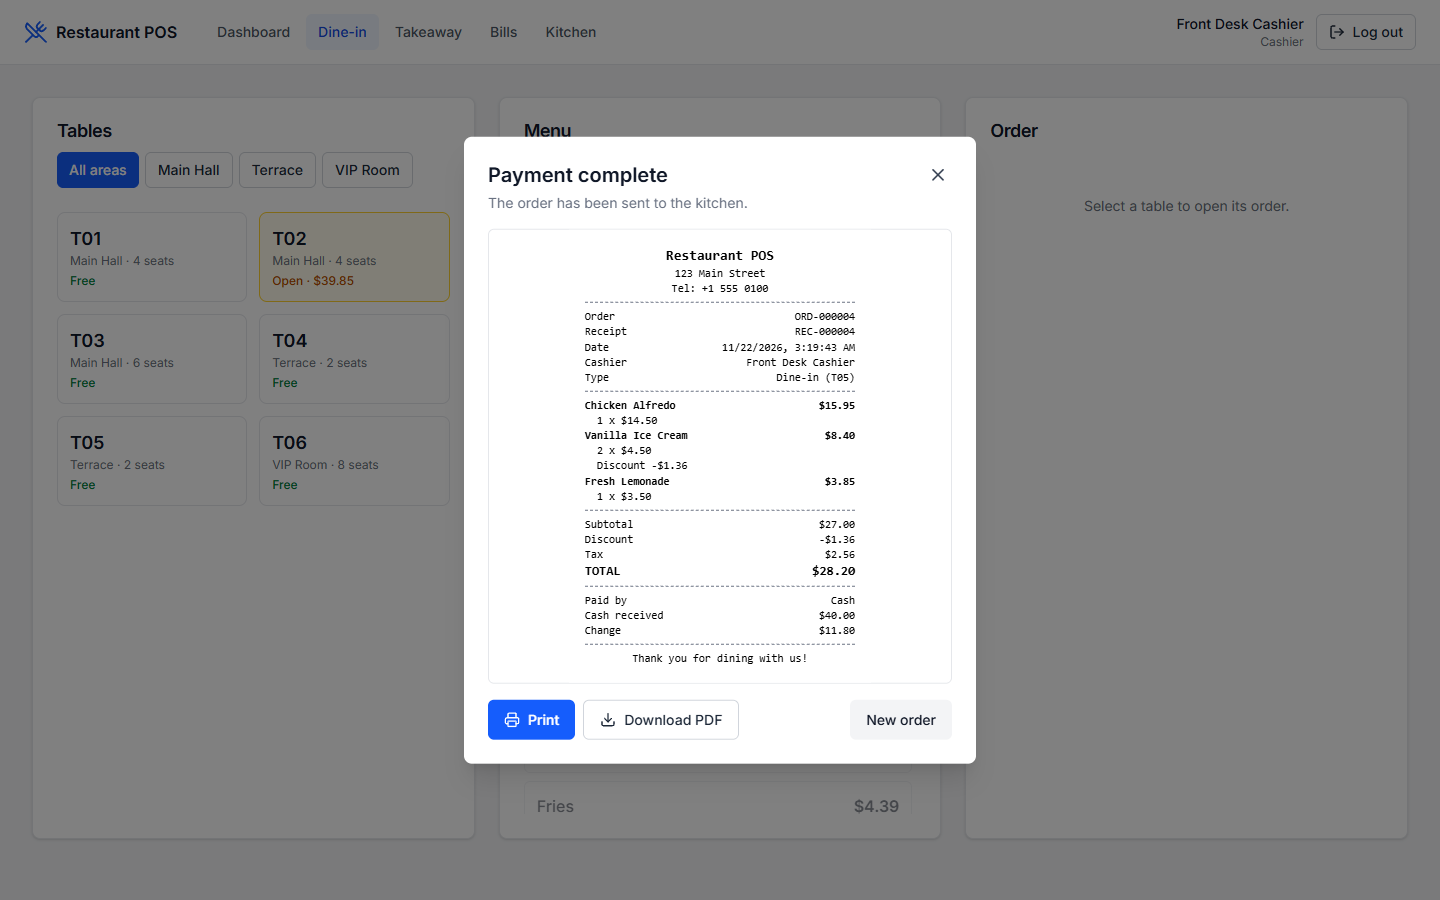 Restaurant POS
Dashboard
Dine-in
Takeaway
Bills
Kitchen
Front Desk Cashier
Cashier
Log out
Tables
All areas
Main Hall
Terrace
VIP Room
T01
Main Hall · 4 seats
Free
T02
Main Hall · 4 seats
Open · $39.85
T03
Main Hall · 6 seats
Free
T04
Terrace · 2 seats
Free
T05
Terrace · 2 seats
Free
T06
VIP Room · 8 seats
Free
Menu
Payment complete
The order has been sent to the kitchen.
Restaurant POS
123 Main Street
Tel: +1 555 0100
Order ORD-000004
Receipt REC-000004
Date 11/22/2026, 3:19:43 AM
Cashier Front Desk Cashier
Type Dine-in (T05)
Chicken Alfredo $15.95
1 x $14.50
Vanilla Ice Cream $8.40
2 x $4.50
Discount -$1.36
Fresh Lemonade $3.85
1 x $3.50
Subtotal $27.00
Discount -$1.36
Tax $2.56
TOTAL $28.20
Paid by Cash
Cash received $40.00
Change $11.80
Thank you for dining with us!
Print
Download PDF
New order
Fries $4.39
Order
Select a table to open its order.